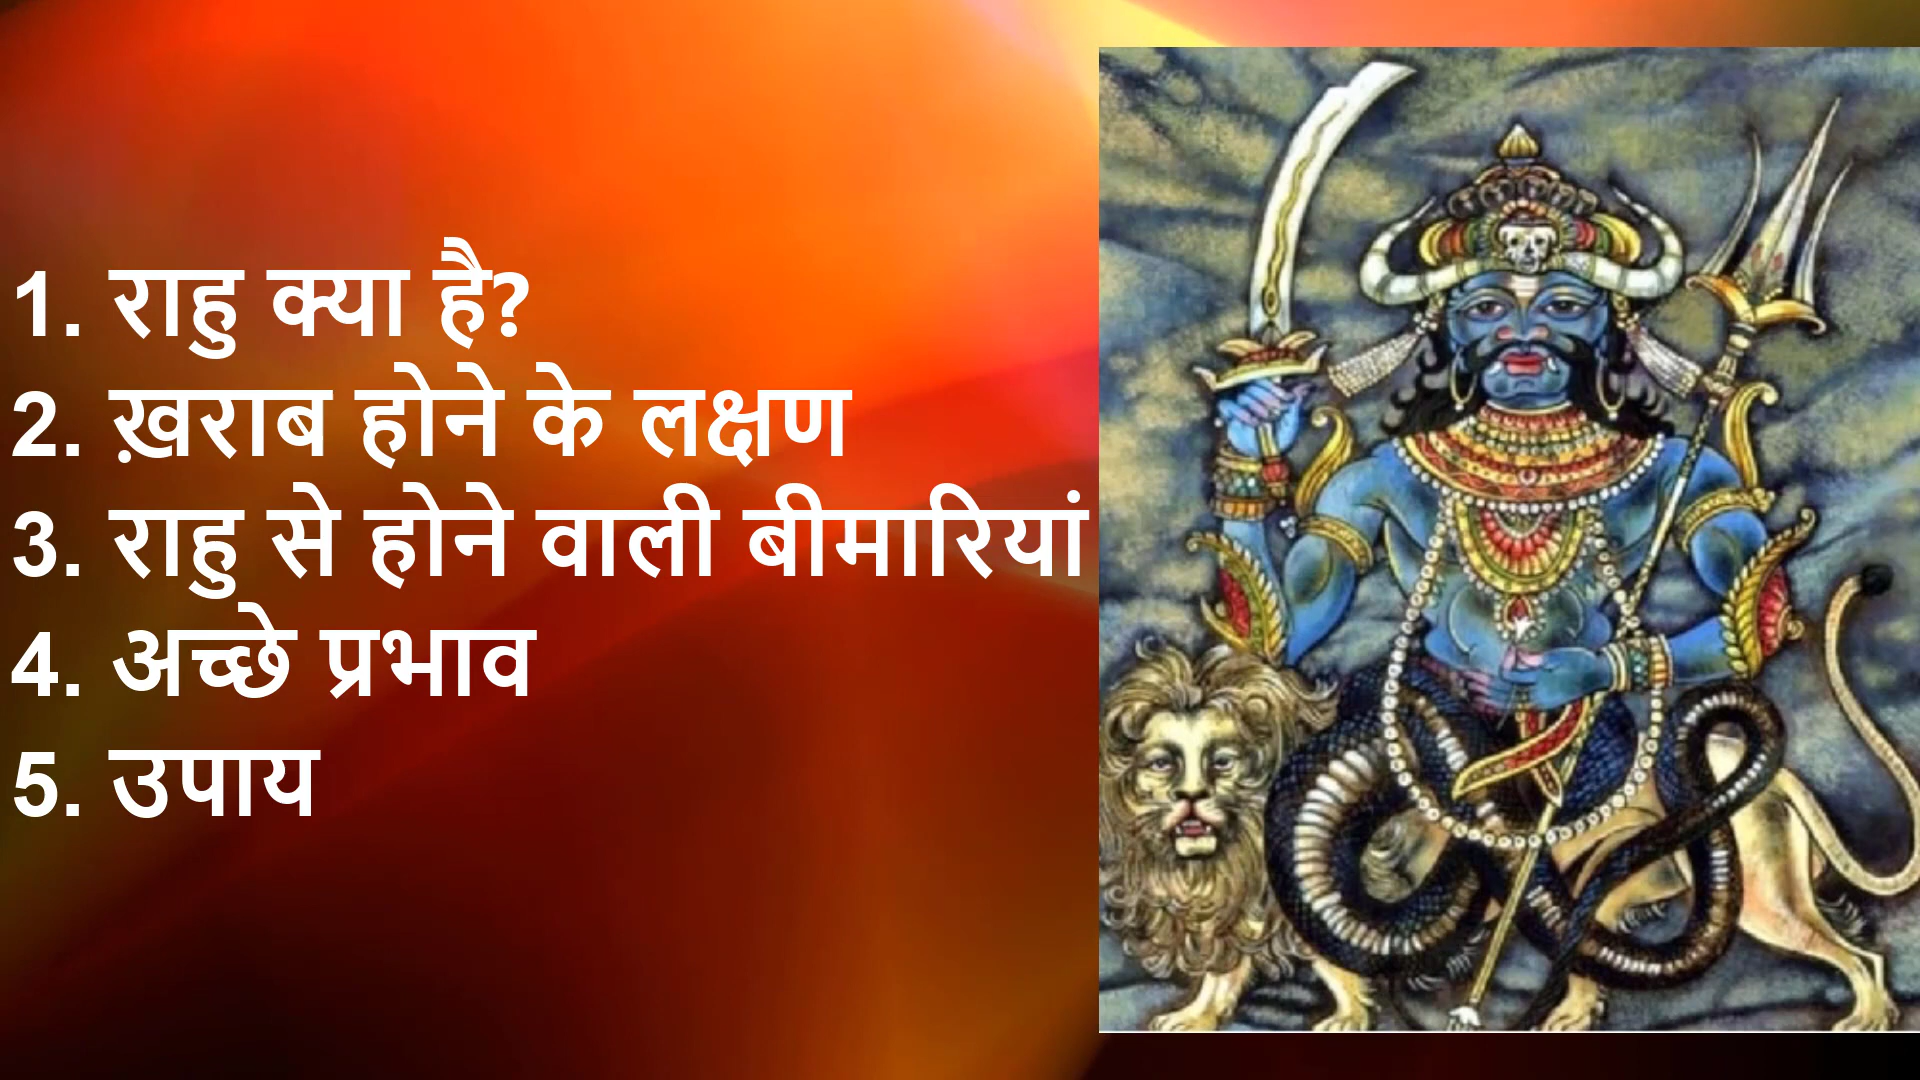 1. राहु क्या है?
2. ख़राब होने के लक्षण
3. राहु से होने वाली बीमारियां
4. अच्छे प्रभाव
5. उपाय